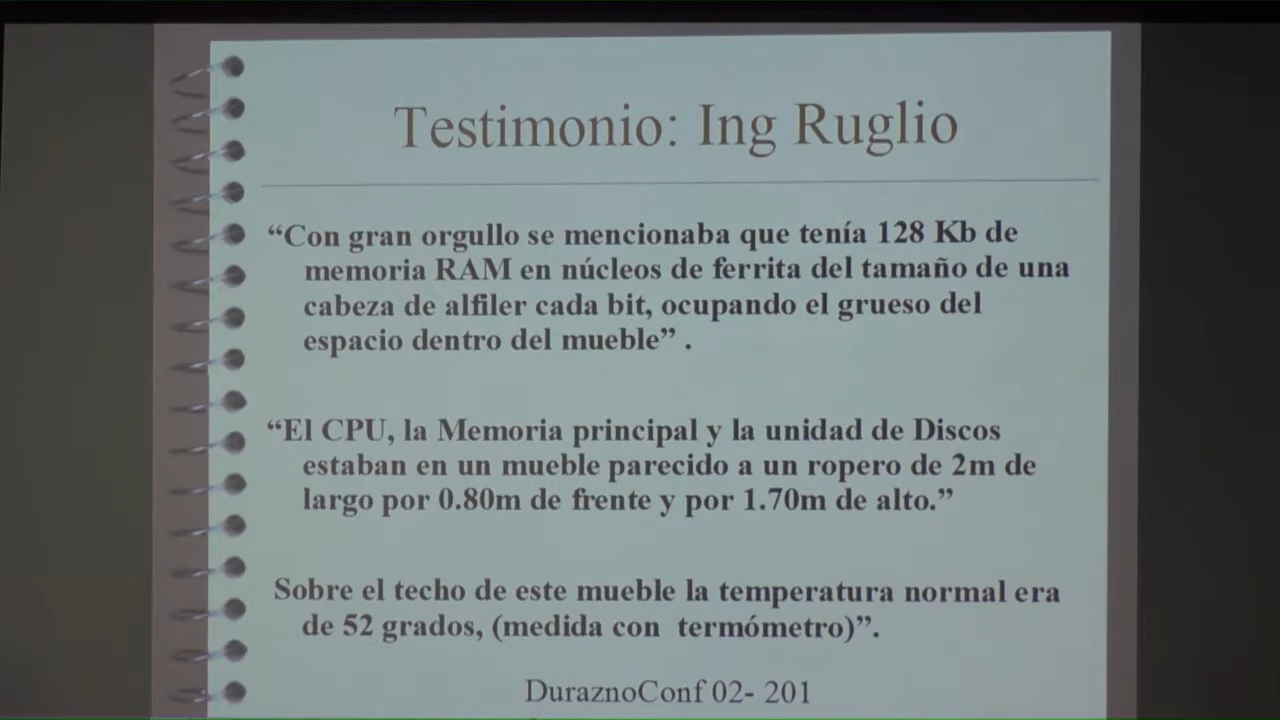 Testimonio: Ing Ruglio
“Con gran orgullo se mencionaba que tenía 128 Kb de
memoria RAM en núcleos de ferrita del tamaño de una
cabeza de alfiler cada bit, ocupando el grueso del
espacio dentro del mueble” .
“El CPU, la Memoria principal y la unidad de Discos
estaban en un mueble parecido a un ropero de 2m de
largo por 0.80m de frente y por 1.70m de alto.”
Sobre el techo de este mueble la temperatura normal era
de 52 grados, (medida con termómetro)”.
DuraznoConf 02- 201